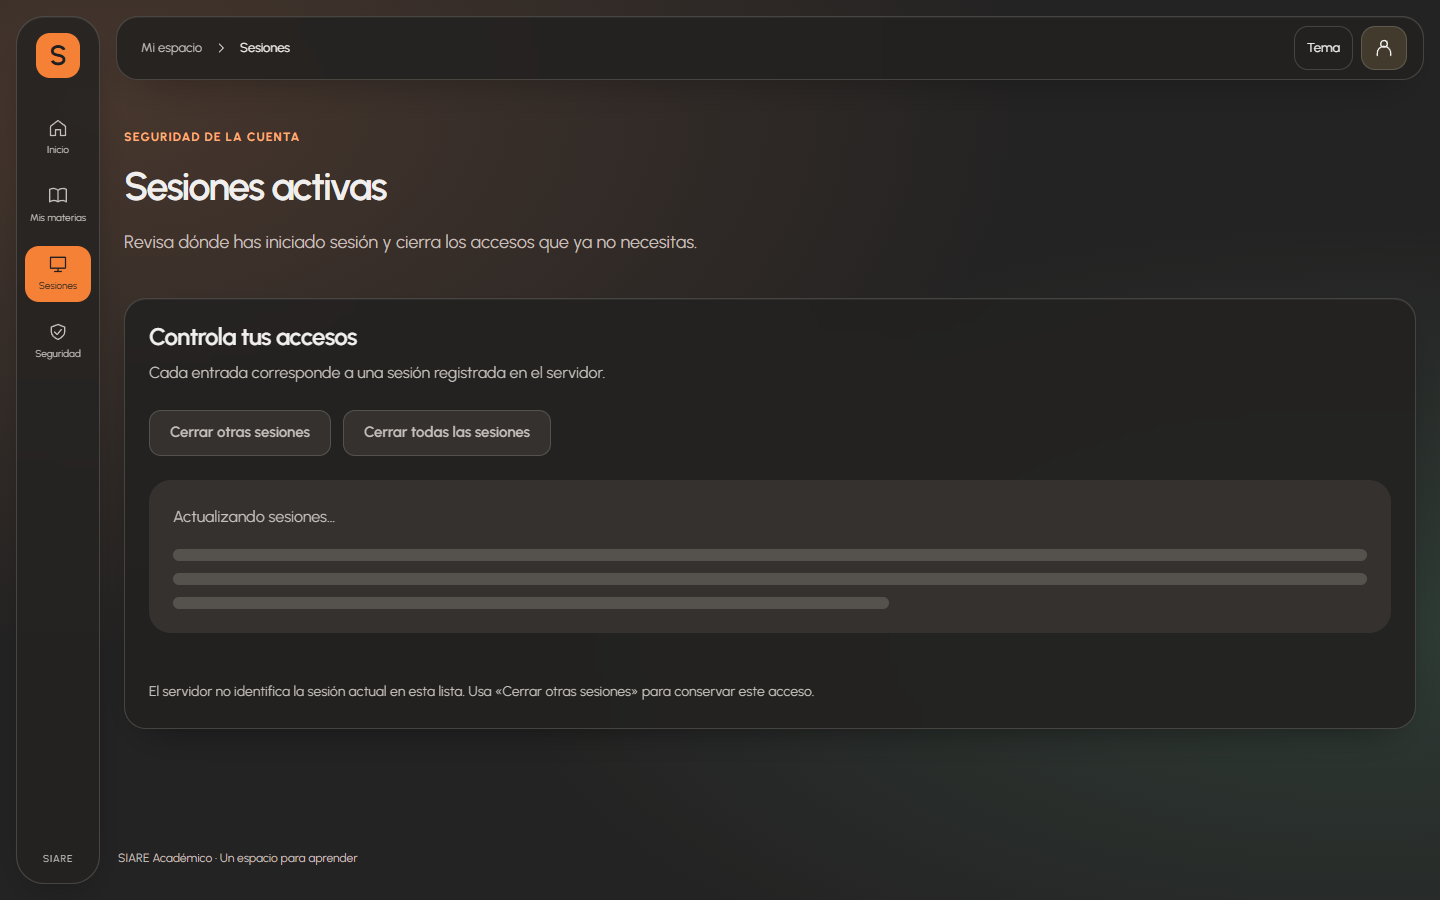 S
Inicio
Mis materias
Sesiones
Seguridad
SIARE
Mi espacio > Sesiones
Tema
SEGURIDAD DE LA CUENTA
Sesiones activas
Revisa dónde has iniciado sesión y cierra los accesos que ya no necesitas.
Controla tus accesos
Cada entrada corresponde a una sesión registrada en el servidor.
Cerrar otras sesiones
Cerrar todas las sesiones
Actualizando sesiones...
El servidor no identifica la sesión actual en esta lista. Usa «Cerrar otras sesiones» para conservar este acceso.
SIARE Académico · Un espacio para aprender